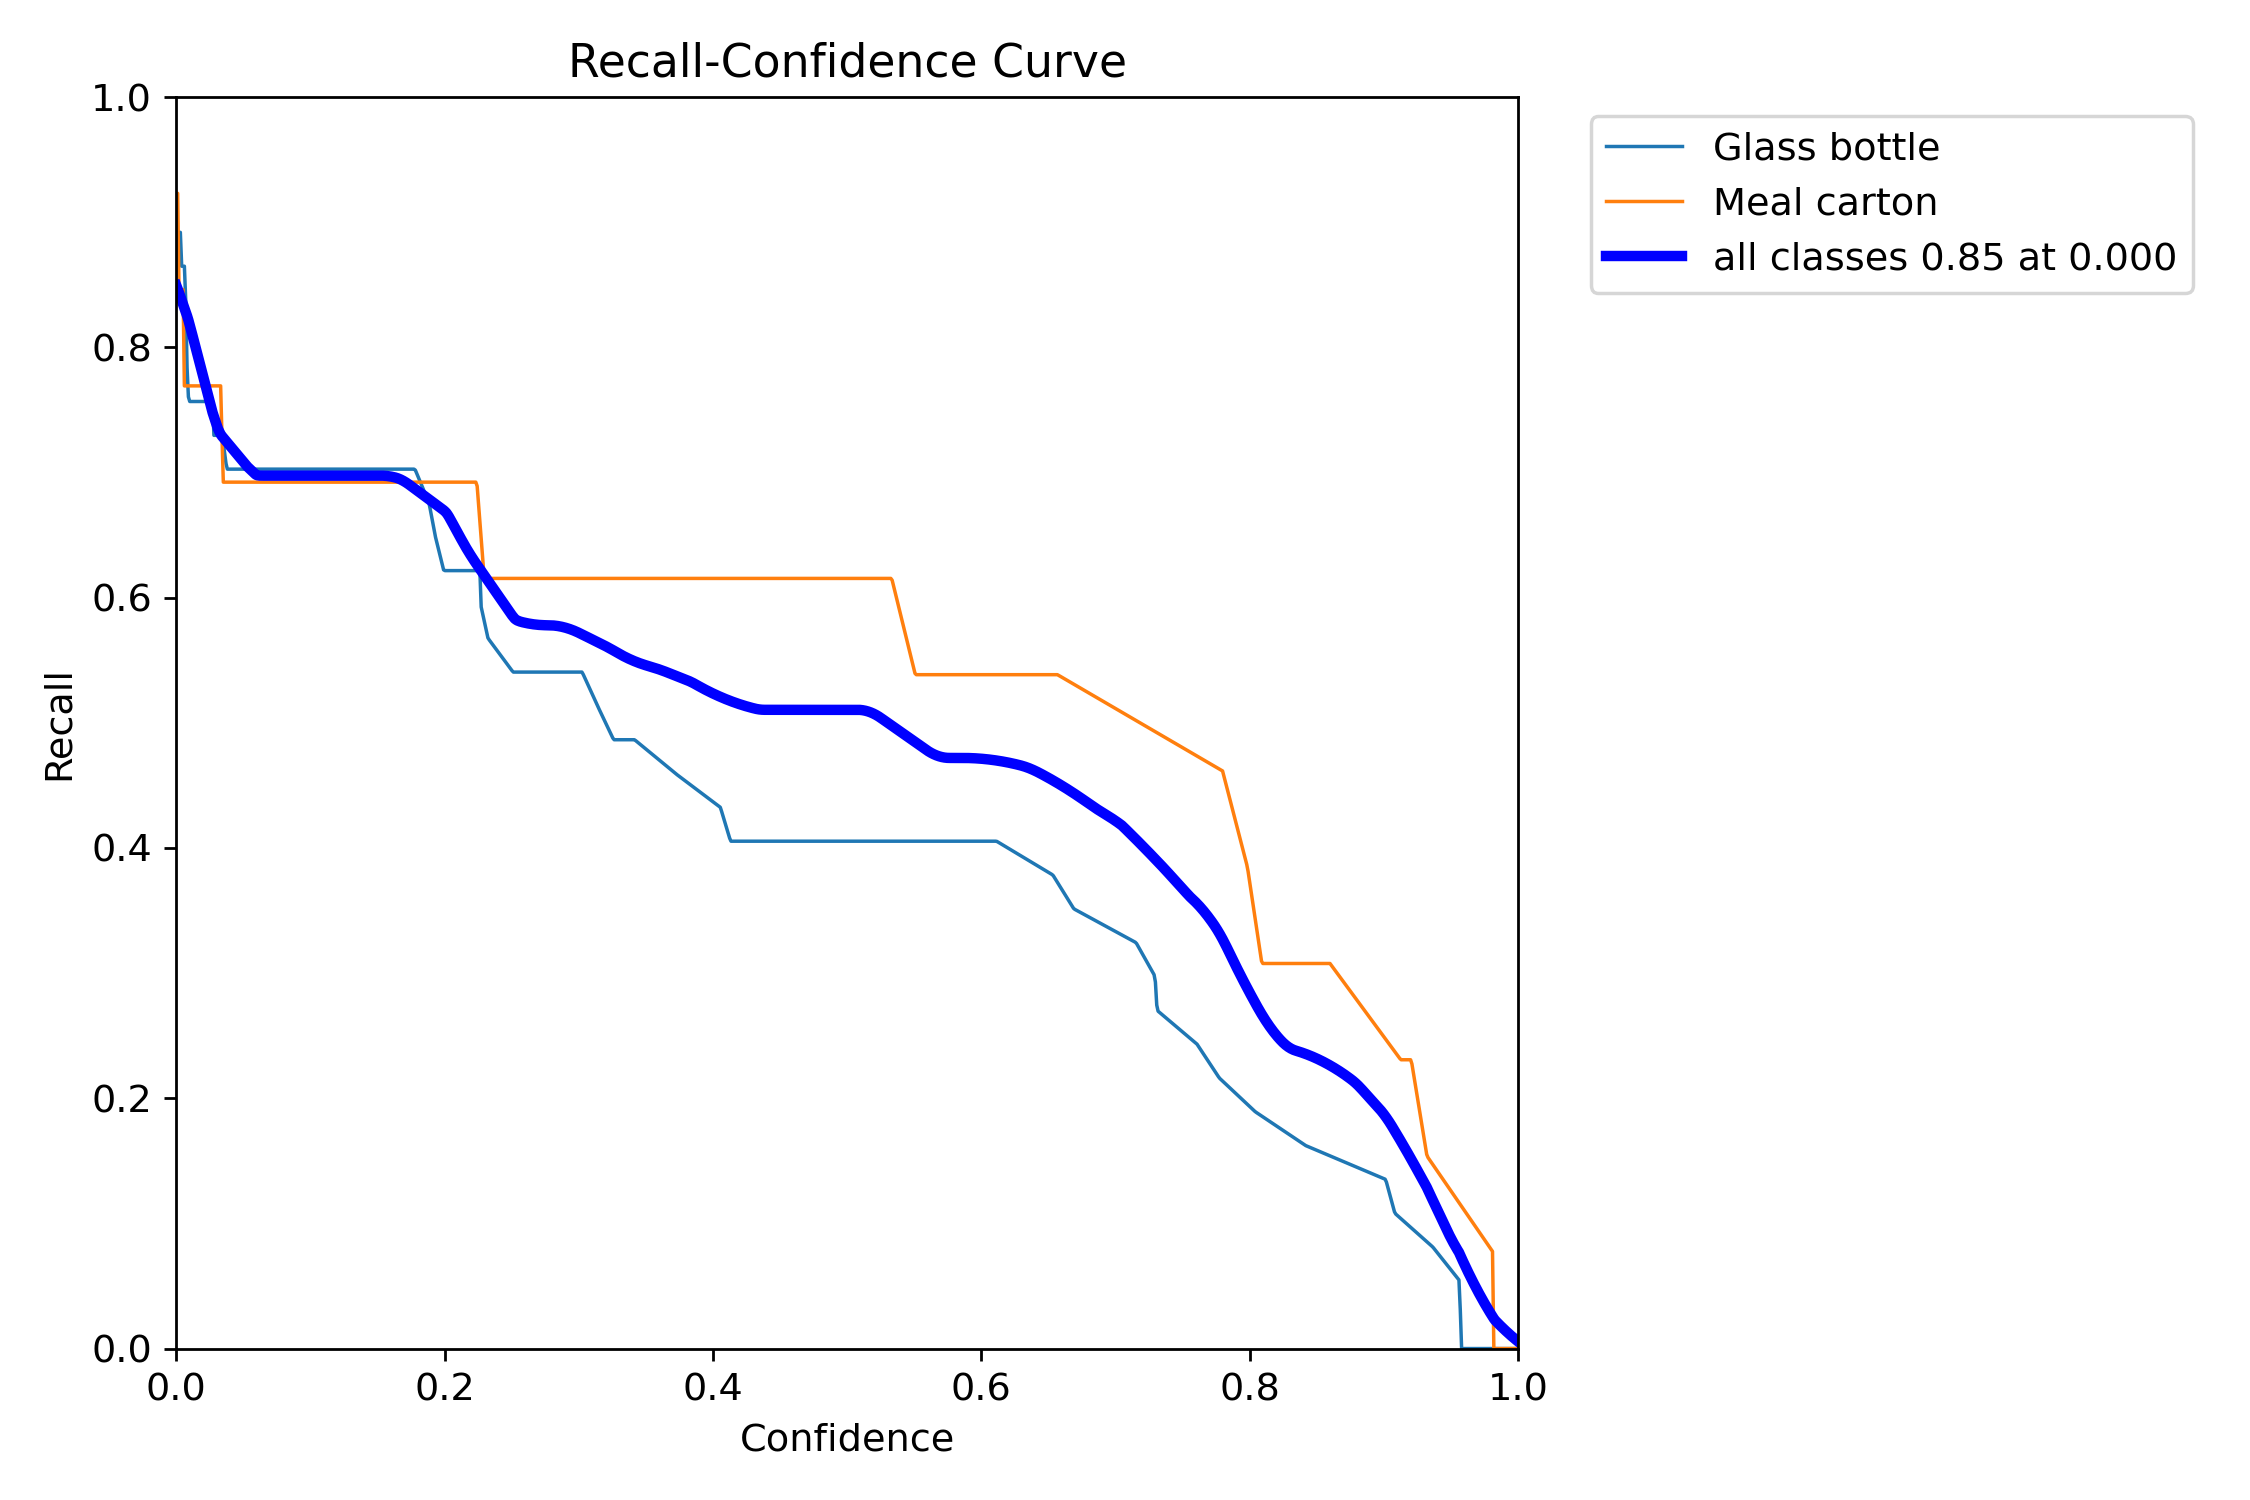 Recall-Confidence Curve
1.0
0.8
0.6
0.4
0.2
0.0
Recall
0.0 0.2 0.4 0.6 0.8 1.0
Confidence
Glass bottle
Meal carton
all classes 0.85 at 0.000